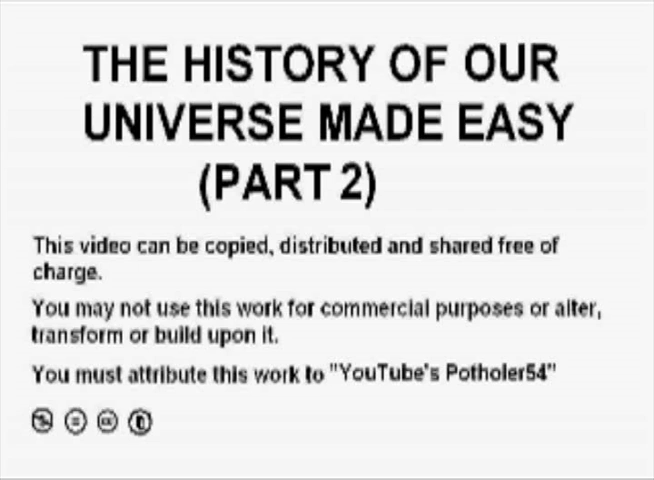 THE HISTORY OF OUR
UNIVERSE MADE EASY
(PART 2)
This video can be copied, distributed and shared free of
charge.
You may not use this work for commercial purposes or alter,
transform or build upon it.
You must attribute this work to "YouTube's Potholer54"